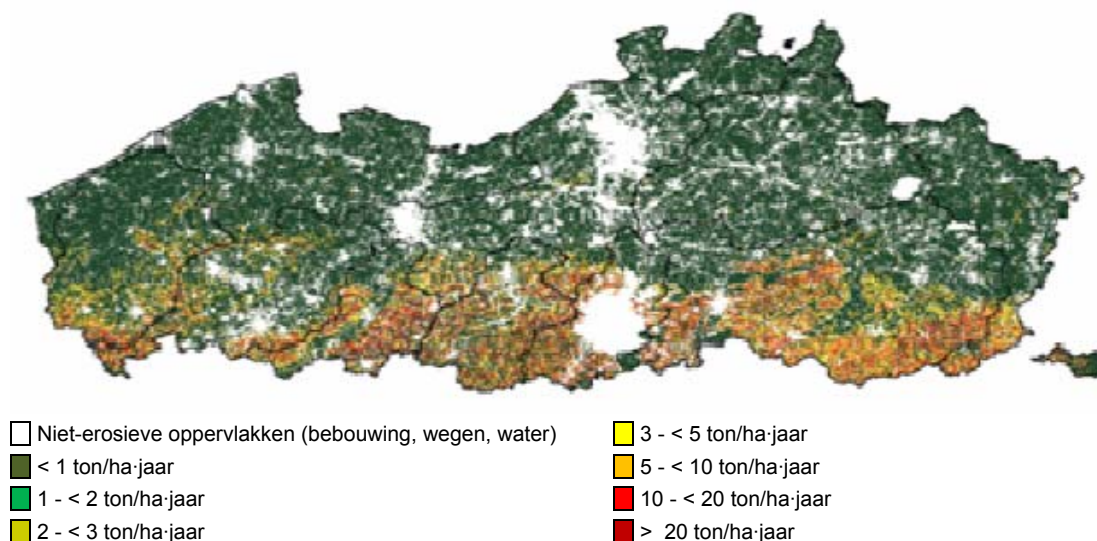 Niet-erosieve oppervlakken (bebouwing, wegen, water)
< 1 ton/ha·jaar
1 - < 2 ton/ha·jaar
2 - < 3 ton/ha·jaar
3 - < 5 ton/ha·jaar
5 - < 10 ton/ha·jaar
10 - < 20 ton/ha·jaar
> 20 ton/ha·jaar